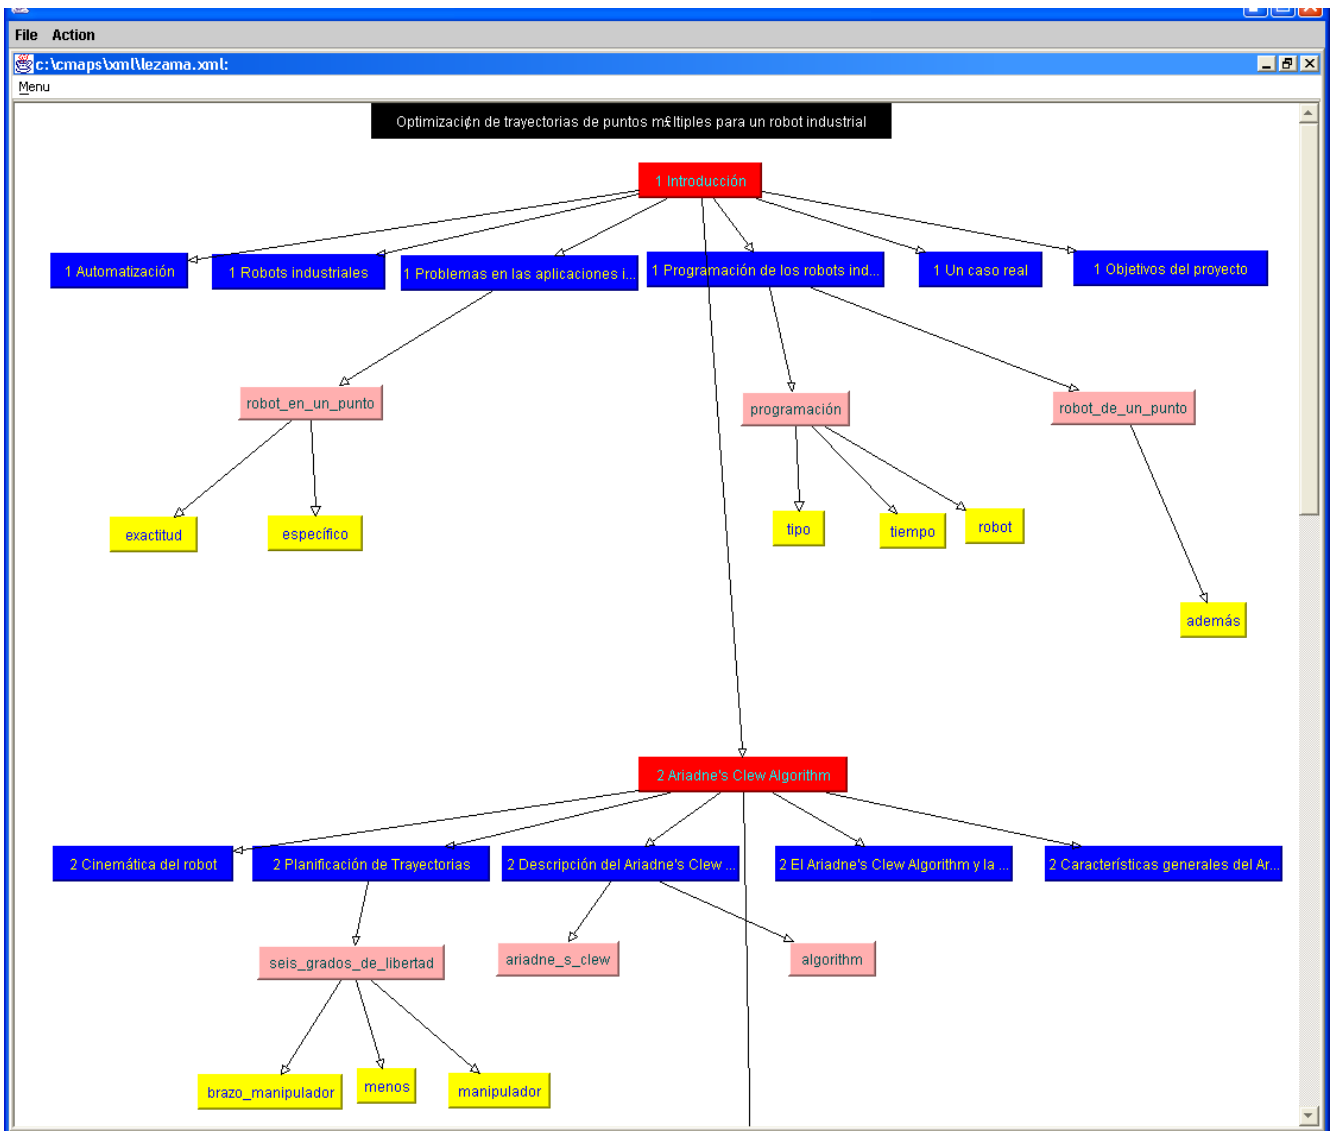 File Action
c:\cmaps\xml\lezama.xml:
Menu
Optimizaci¢n de trayectorias de puntos m£ltiples para un robot industrial
1 Introducción
1 Automatización
1 Robots industriales
1 Problemas en las aplicaciones i...
1 Programación de los robots ind...
1 Un caso real
1 Objetivos del proyecto
robot_en_un_punto
programación
robot_de_un_punto
exactitud
específico
tipo
tiempo
robot
además
2 Ariadne's Clew Algorithm
2 Cinemática del robot
2 Planificación de Trayectorias
2 Descripción del Ariadne's Clew ...
2 El Ariadne's Clew Algorithm y la ...
2 Características generales del Ar...
seis_grados_de_libertad
ariadne_s_clew
algorithm
brazo_manipulador
menos
manipulador